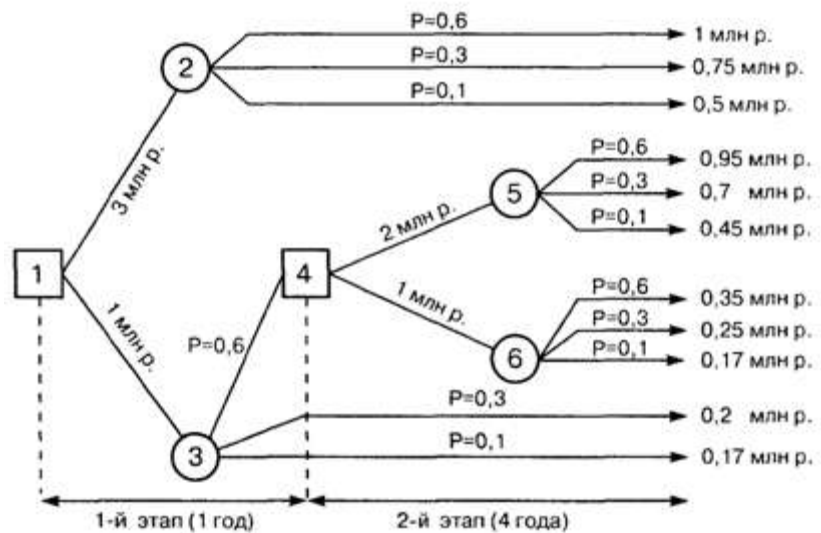 P=0,6
1 млн р.
2
P=0,3
0,75 млн р.
P=0,1
0,5 млн р.
3 млн р.
P=0,6
0,95 млн р.
5
P=0,3
0,7 млн р.
2 млн р.
P=0,1
0,45 млн р.
1
4
1 млн р.
1 млн р.
P=0,6
0,35 млн р.
P=0,6
6
P=0,3
0,25 млн р.
P=0,1
0,17 млн р.
P=0,3
0,2 млн р.
3
P=0,1
0,17 млн р.
1-й этап (1 год)
2-й этап (4 года)